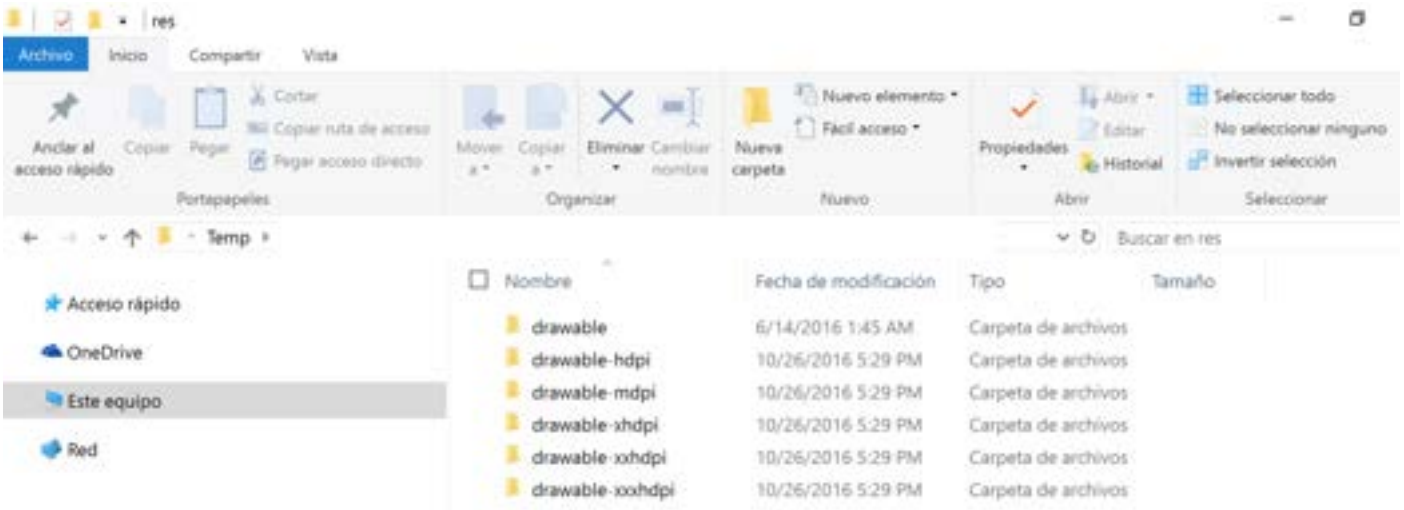 res
Archivo Inicio Compartir Vista
Anclar al acceso rápido
Copiar
Pegar
Cortar
Copiar ruta de acceso
Pegar acceso directo
Portapapeles
Mover a
Copiar a
Eliminar
Cambiar nombre
Organizar
Nueva carpeta
Nuevo elemento
Fácil acceso
Nuevo
Propiedades
Abrir
Editar
Historial
Abrir
Seleccionar todo
No seleccionar ninguno
Invertir selección
Seleccionar
Temp
Buscar en res
Acceso rápido
OneDrive
Este equipo
Red
Nombre Fecha de modificación Tipo Tamaño
drawable 6/14/2016 1:45 AM Carpeta de archivos
drawable-hdpi 10/26/2016 5:29 PM Carpeta de archivos
drawable-mdpi 10/26/2016 5:29 PM Carpeta de archivos
drawable-xhdpi 10/26/2016 5:29 PM Carpeta de archivos
drawable-xxhdpi 10/26/2016 5:29 PM Carpeta de archivos
drawable-xxxhdpi 10/26/2016 5:29 PM Carpeta de archivos